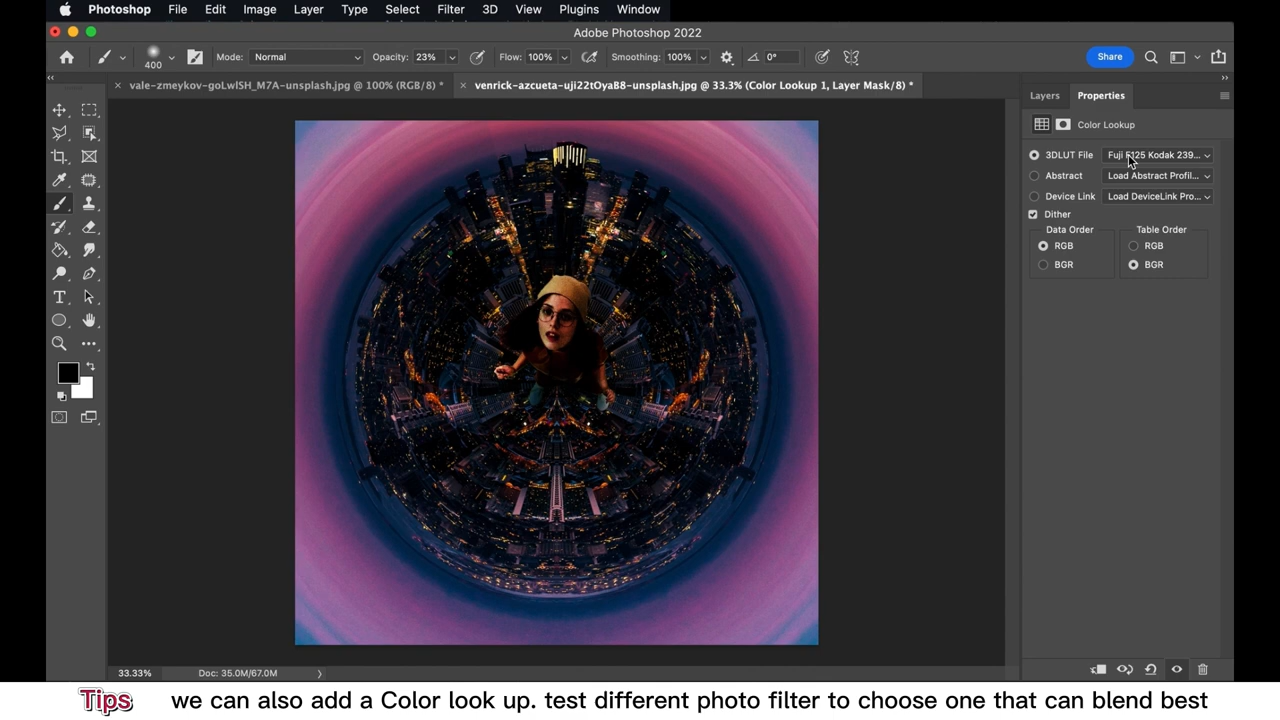 Photoshop File Edit Image Layer Type Select Filter 3D View Plugins Window
Adobe Photoshop 2022
400 Mode: Normal Opacity: 23% Flow: 100% Smoothing: 100% 0° Share
vale-zmeykov-goLwlSH_M7A-unsplash.jpg @ 100% (RGB/8) *
venrick-azcueta-uji22tOyaB8-unsplash.jpg @ 33.3% (Color Lookup 1, Layer Mask/8) *
Layers Properties
Color Lookup
3DLUT File Fuji F125 Kodak 239...
Abstract Load Abstract Profil...
Device Link Load DeviceLink Pro...
Dither
Data Order Table Order
RGB RGB
BGR BGR
33.33% Doc: 35.0M/67.0M
Tips we can also add a Color look up. test different photo filter to choose one that can blend best